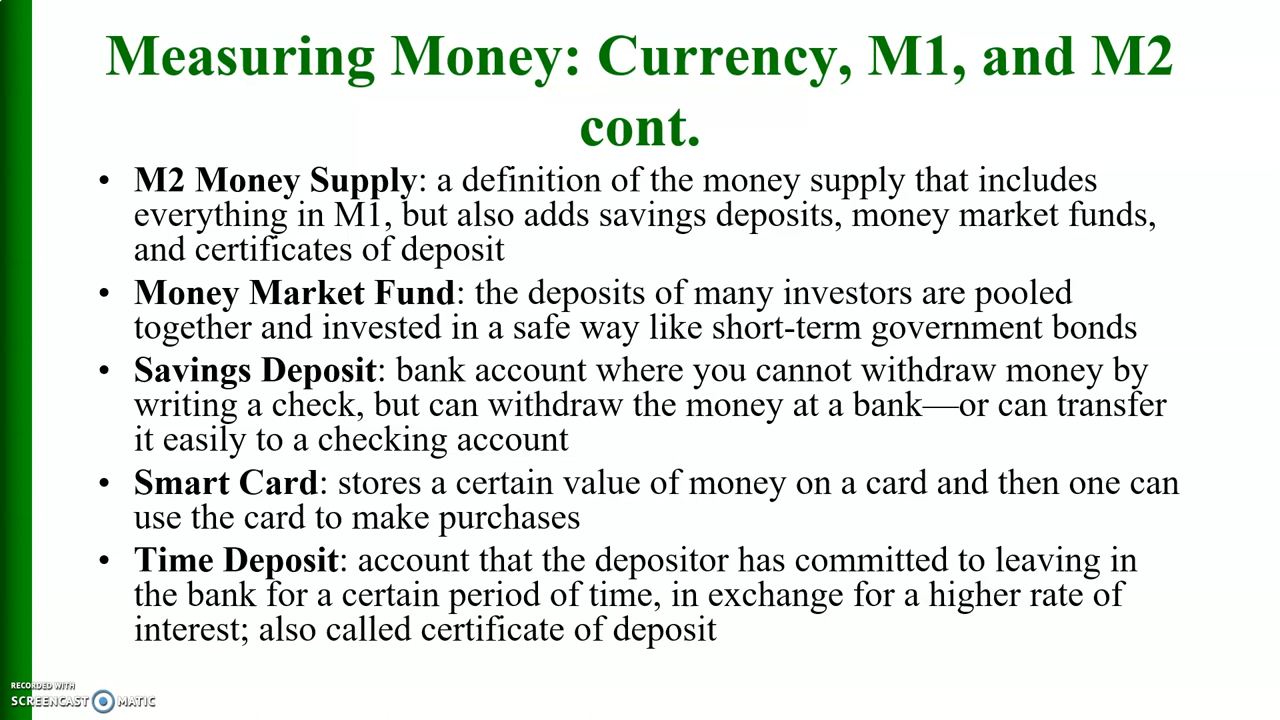 Measuring Money: Currency, M1, and M2
cont.
• M2 Money Supply: a definition of the money supply that includes
everything in M1, but also adds savings deposits, money market funds,
and certificates of deposit
• Money Market Fund: the deposits of many investors are pooled
together and invested in a safe way like short-term government bonds
• Savings Deposit: bank account where you cannot withdraw money by
writing a check, but can withdraw the money at a bank—or can transfer
it easily to a checking account
• Smart Card: stores a certain value of money on a card and then one can
use the card to make purchases
• Time Deposit: account that the depositor has committed to leaving in
the bank for a certain period of time, in exchange for a higher rate of
interest; also called certificate of deposit
RECORDED WITH
SCREENCAST MATIC